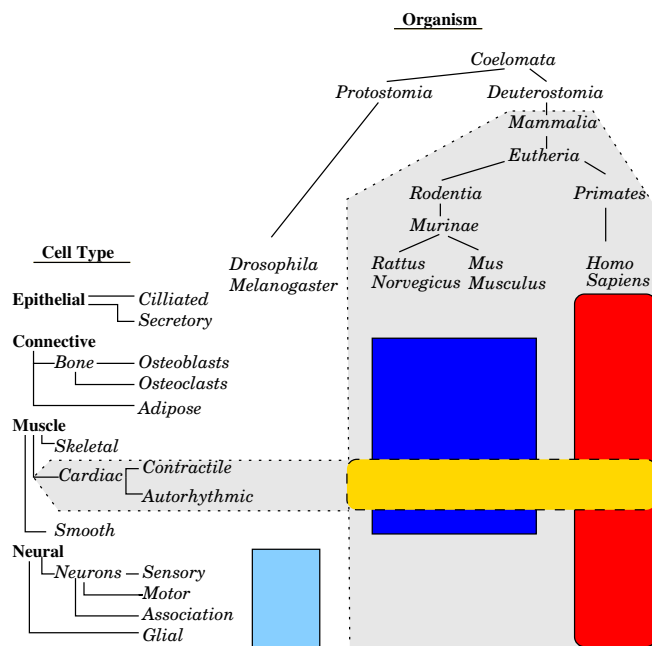 Organism
Coelomata
Protostomia
Deuterostomia
Mammalia
Eutheria
Rodentia
Primates
Murinae
Cell Type
Drosophila
Melanogaster
Rattus
Norvegicus
Mus
Musculus
Homo
Sapiens
Epithelial
Cilliated
Secretory
Connective
Bone
Osteoblasts
Osteoclasts
Adipose
Muscle
Skeletal
Cardiac
Contractile
Autorhythmic
Smooth
Neural
Neurons
Sensory
Motor
Association
Glial